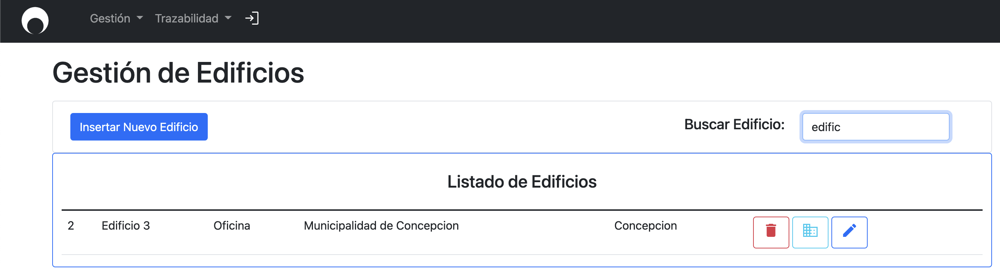 Gestión Trazabilidad
Gestión de Edificios
Insertar Nuevo Edificio Buscar Edificio: edific
Listado de Edificios
2 Edificio 3 Oficina Municipalidad de Concepcion Concepcion